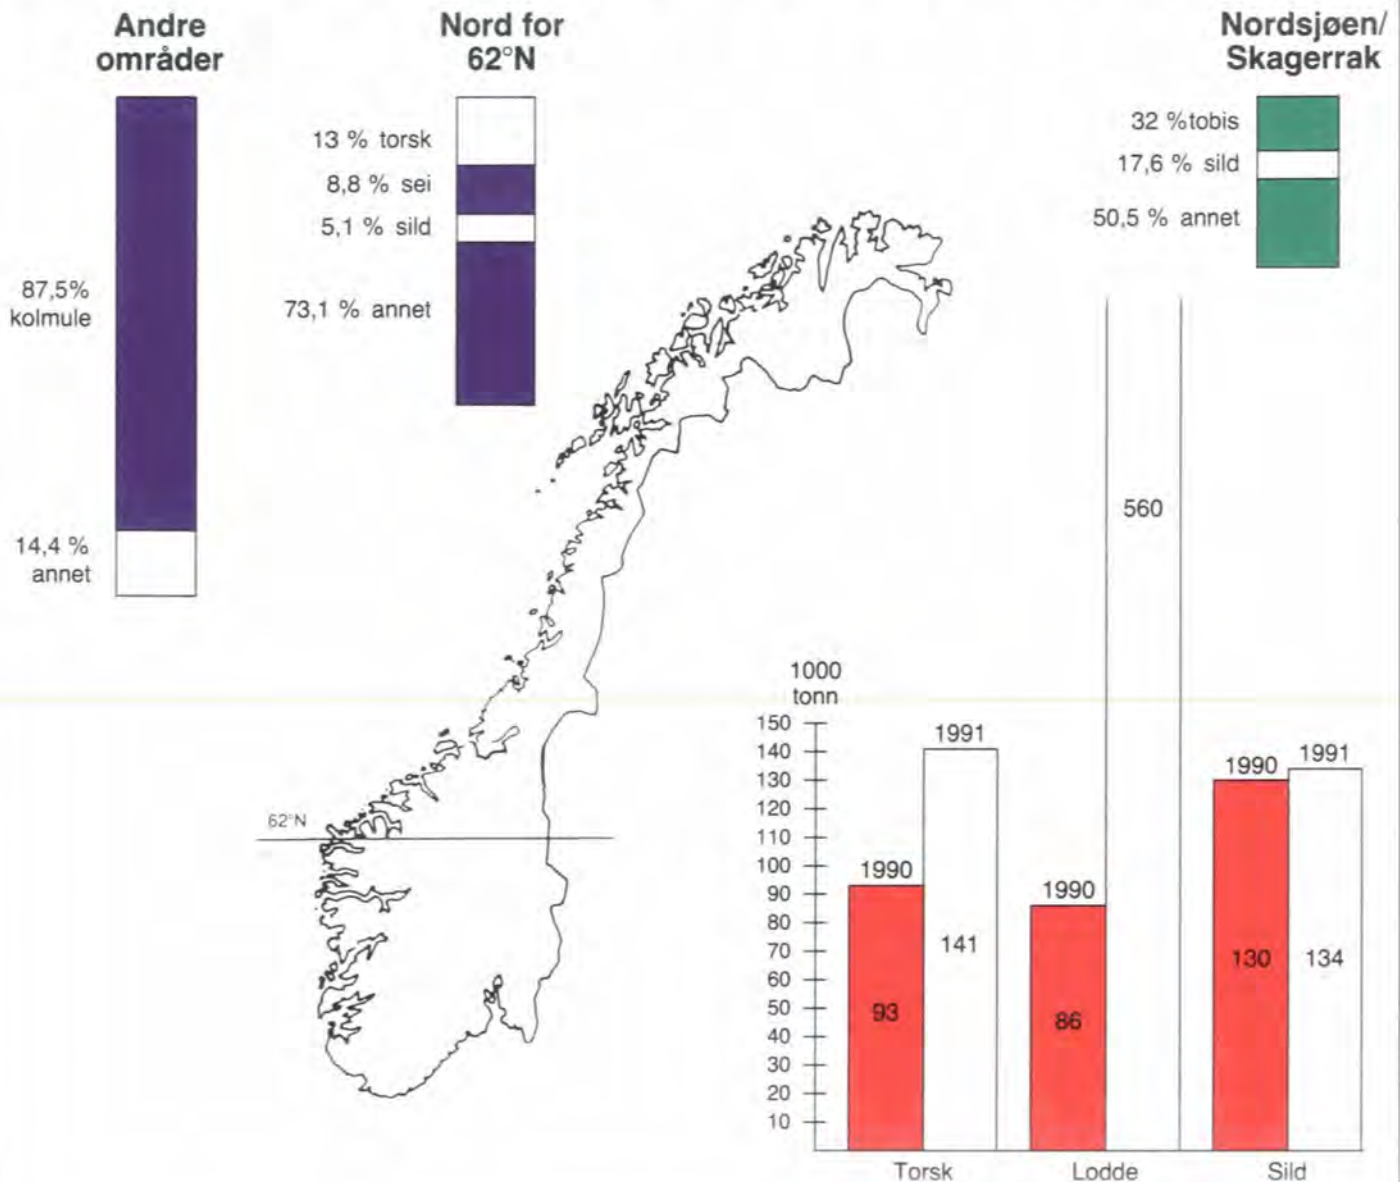 Andre
områder
87,5%
kolmule
14,4 %
annet
Nord for
62°N
13 % torsk
8,8 % sei
5,1 % sild
73,1 % annet
Nordsjøen/
Skagerrak
32 %tobis
17,6 % sild
50,5 % annet
62°N
1000
tonn
150
140
130
120
110
100
90
80
70
60
50
40
30
20
10
1990
93
1991
141
Torsk
1990
86
560
Lodde
1990
130
1991
134
Sild